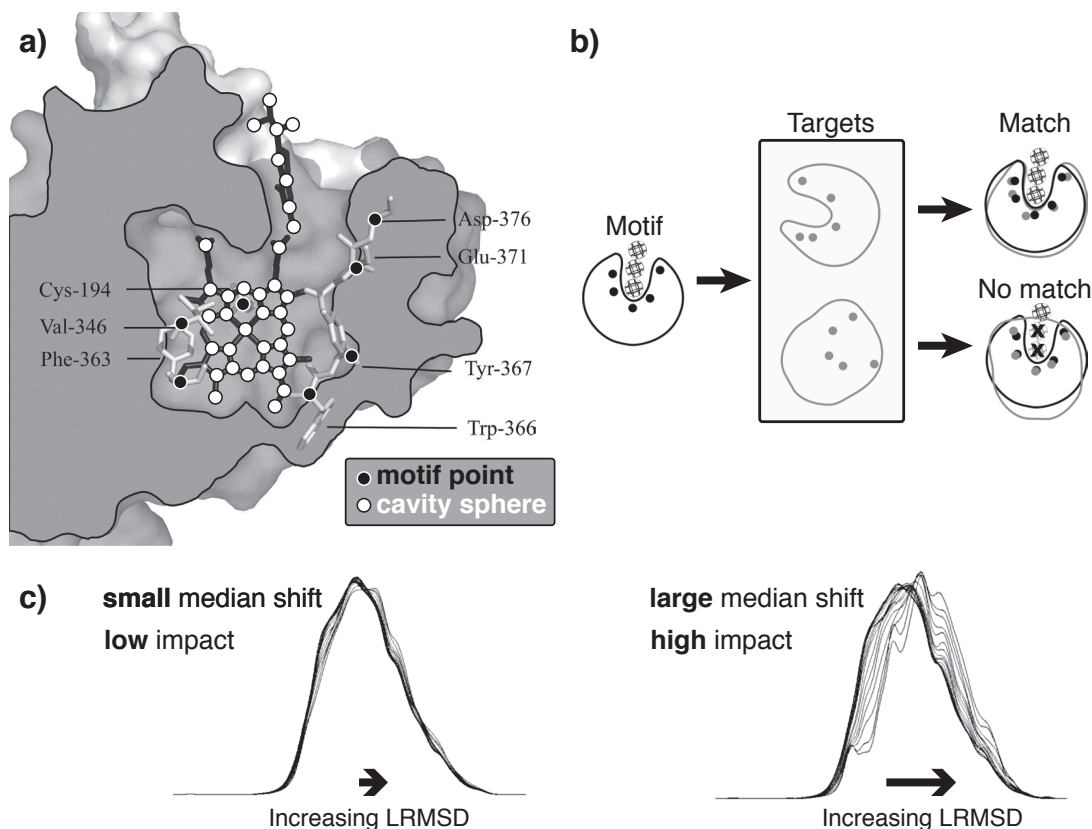 a)
Asp-376
Glu-371
Cys-194
Val-346
Phe-363
Tyr-367
Trp-366
motif point
cavity sphere
b)
Targets
Match
Motif
No match
X
X
c)
small median shift
low impact
Increasing LRMSD
large median shift
high impact
Increasing LRMSD